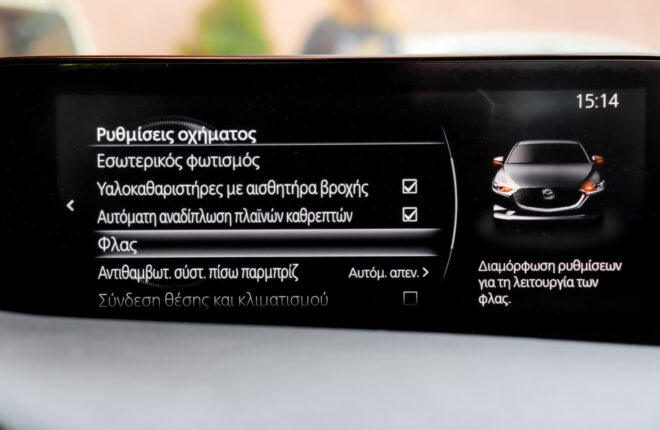 15:14
Ρυθμίσεις οχήματος
Εσωτερικός φωτισμός
Υαλοκαθαριστήρες με αισθητήρα βροχής
Αυτόματη αναδίπλωση πλαϊνών καθρεπτών
Φλας
Αντιθαμβωτ. σύστ. πίσω παρμπρίζ Αυτόμ. απεν.
Σύνδεση θέσης και κλιματισμού
Διαμόρφωση ρυθμίσεων
για τη λειτουργία των
φλας.